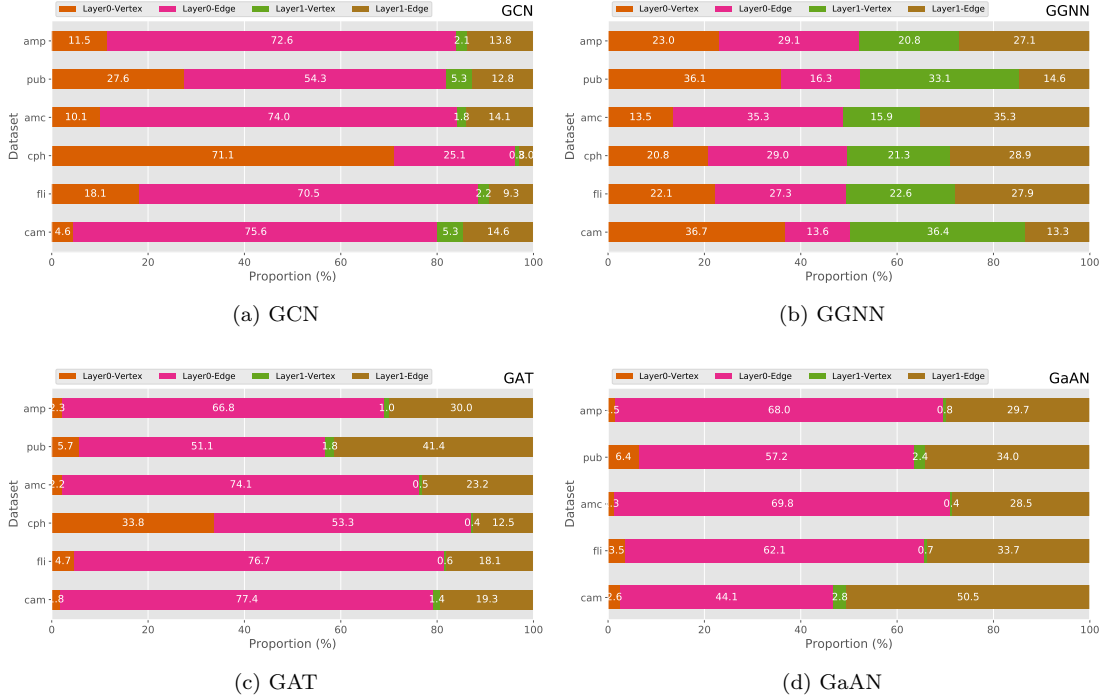 Layer0-Vertex Layer0-Edge Layer1-Vertex Layer1-Edge GCN
amp 11.5 72.6 2.1 13.8
pub 27.6 54.3 5.3 12.8
amc 10.1 74.0 1.8 14.1
cph 71.1 25.1
fli 18.1 70.5 2.2 9.3
cam 4.6 75.6 5.3 14.6
Dataset
0 20 40 60 80 100
Proportion (%)
(a) GCN
Layer0-Vertex Layer0-Edge Layer1-Vertex Layer1-Edge GGNN
amp 23.0 29.1 20.8 27.1
pub 36.1 16.3 33.1 14.6
amc 13.5 35.3 15.9 35.3
cph 20.8 29.0 21.3 28.9
fli 22.1 27.3 22.6 27.9
cam 36.7 13.6 36.4 13.3
Dataset
0 20 40 60 80 100
Proportion (%)
(b) GGNN
Layer0-Vertex Layer0-Edge Layer1-Vertex Layer1-Edge GAT
amp 2.3 66.8 1.0 30.0
pub 5.7 51.1 1.8 41.4
amc 2.2 74.1 0.5 23.2
cph 33.8 53.3 0.4 12.5
fli 4.7 76.7 0.6 18.1
cam .8 77.4 1.4 19.3
Dataset
0 20 40 60 80 100
Proportion (%)
(c) GAT
Layer0-Vertex Layer0-Edge Layer1-Vertex Layer1-Edge GaAN
amp .5 68.0 0.8 29.7
pub 6.4 57.2 2.4 34.0
amc .3 69.8 0.4 28.5
fli 3.5 62.1 0.7 33.7
cam 2.6 44.1 2.8 50.5
Dataset
0 20 40 60 80 100
Proportion (%)
(d) GaAN